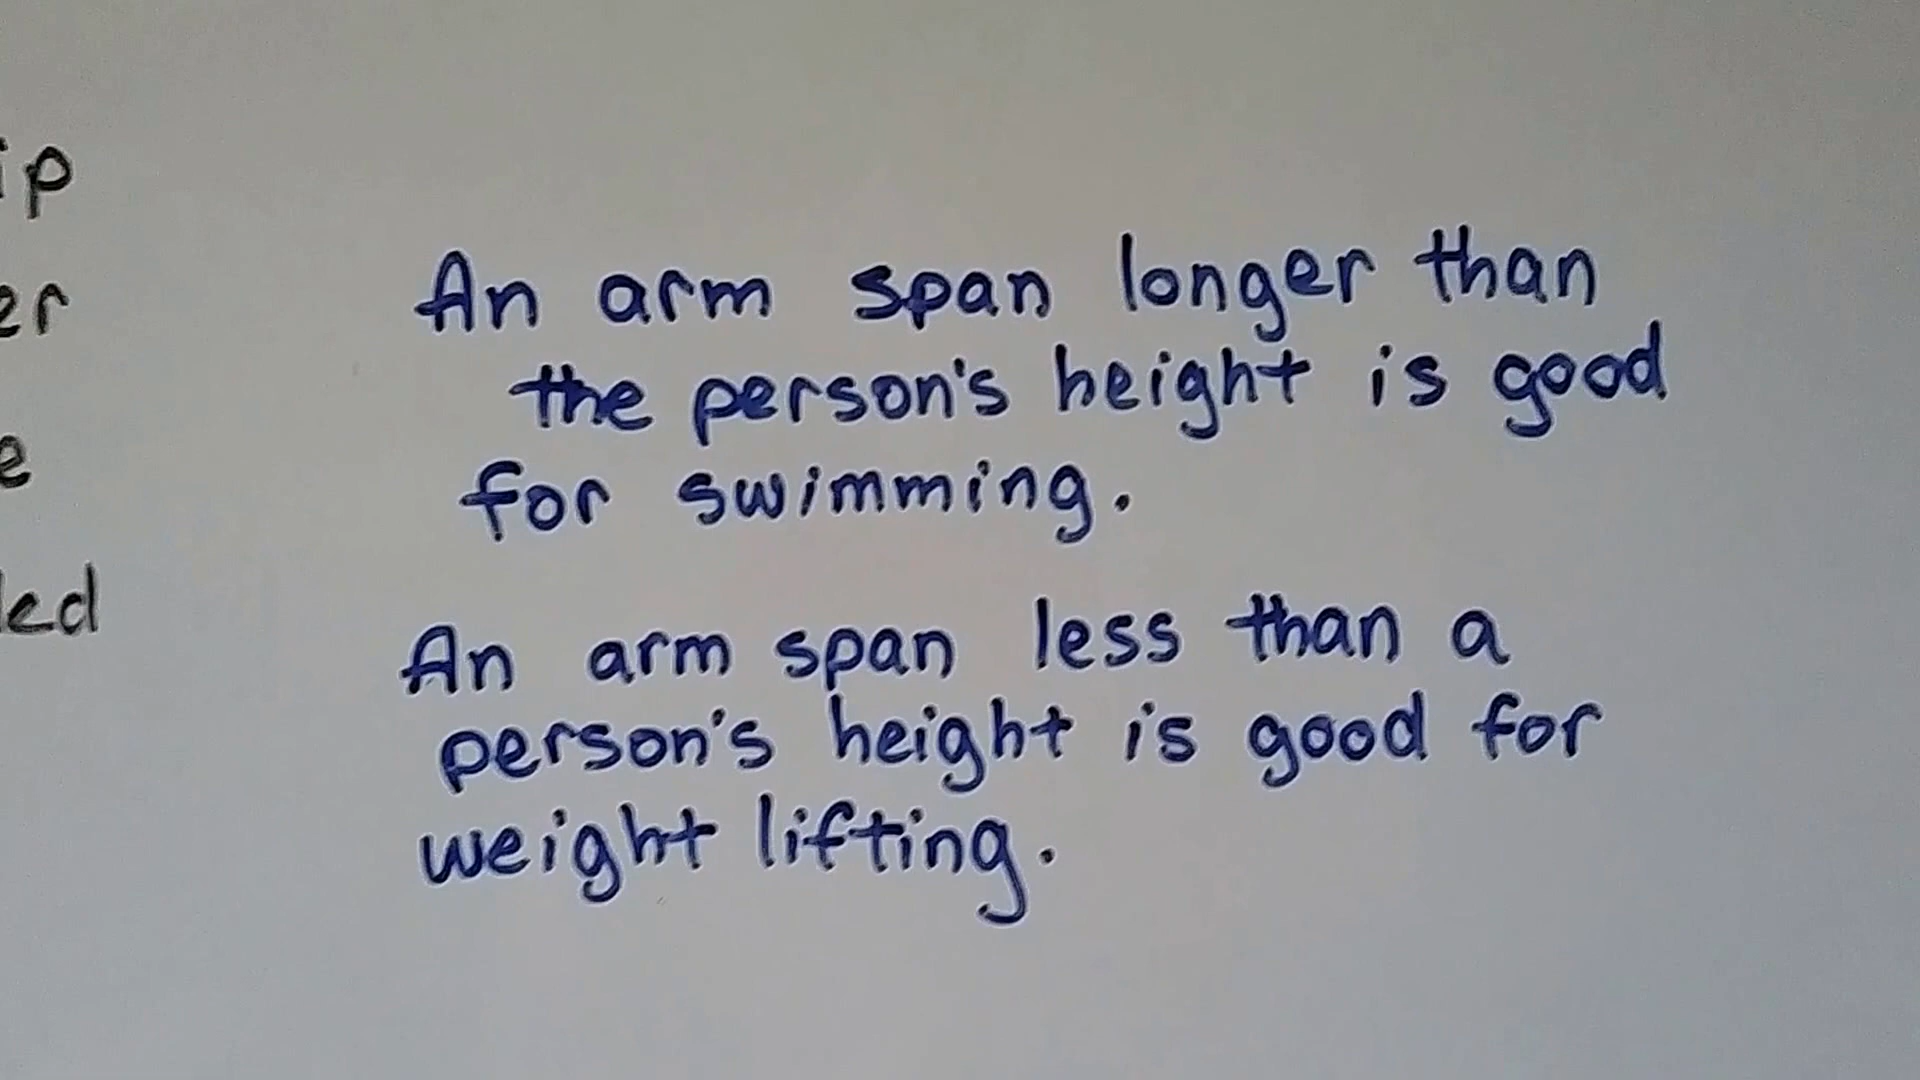 An arm span longer than
the person's height is good
for swimming.
An arm span less than a
person's height is good for
weight lifting.
ip
er
e
led